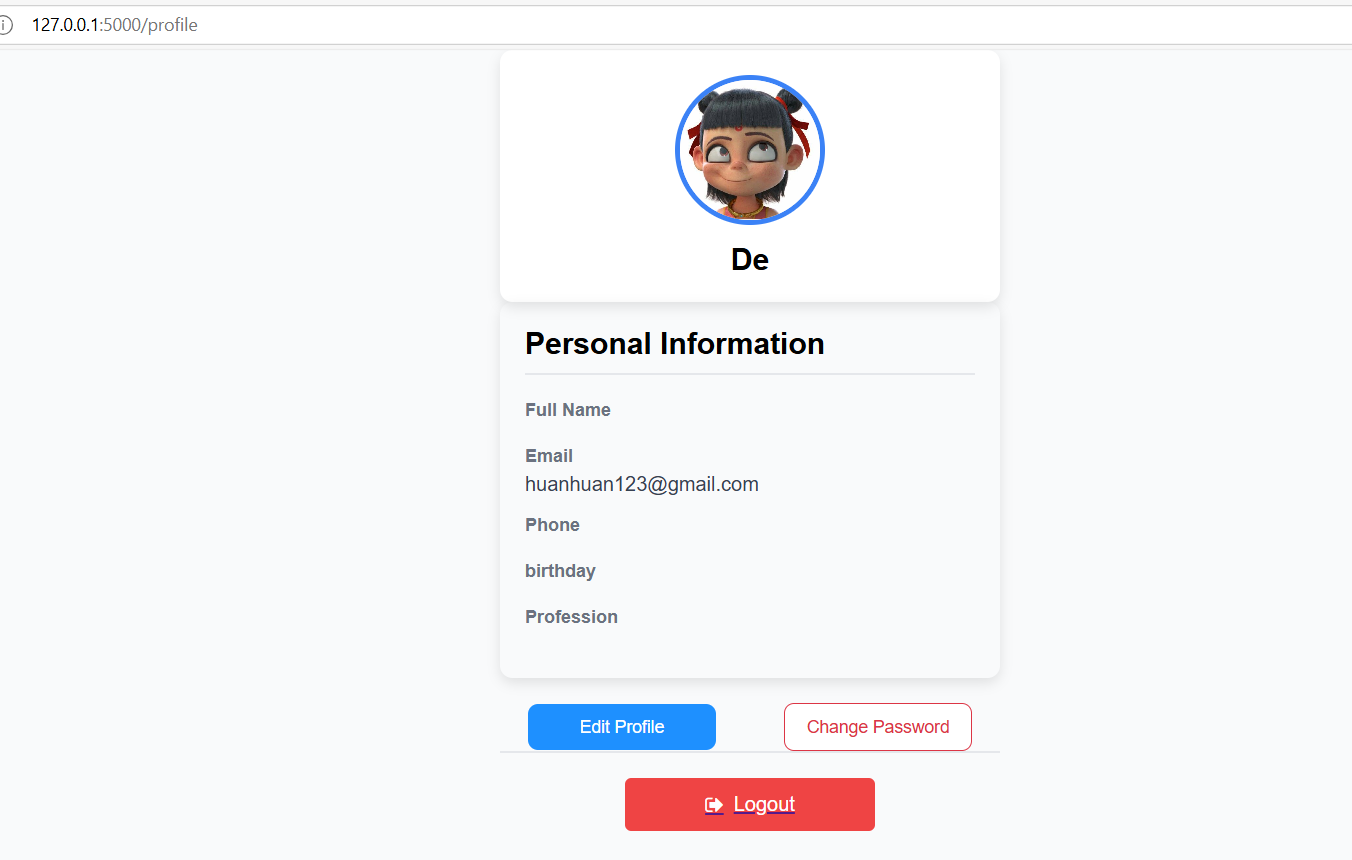 127.0.0.1:5000/profile
De
Personal Information
Full Name
Email
huanhuan123@gmail.com
Phone
birthday
Profession
Edit Profile
Change Password
Logout